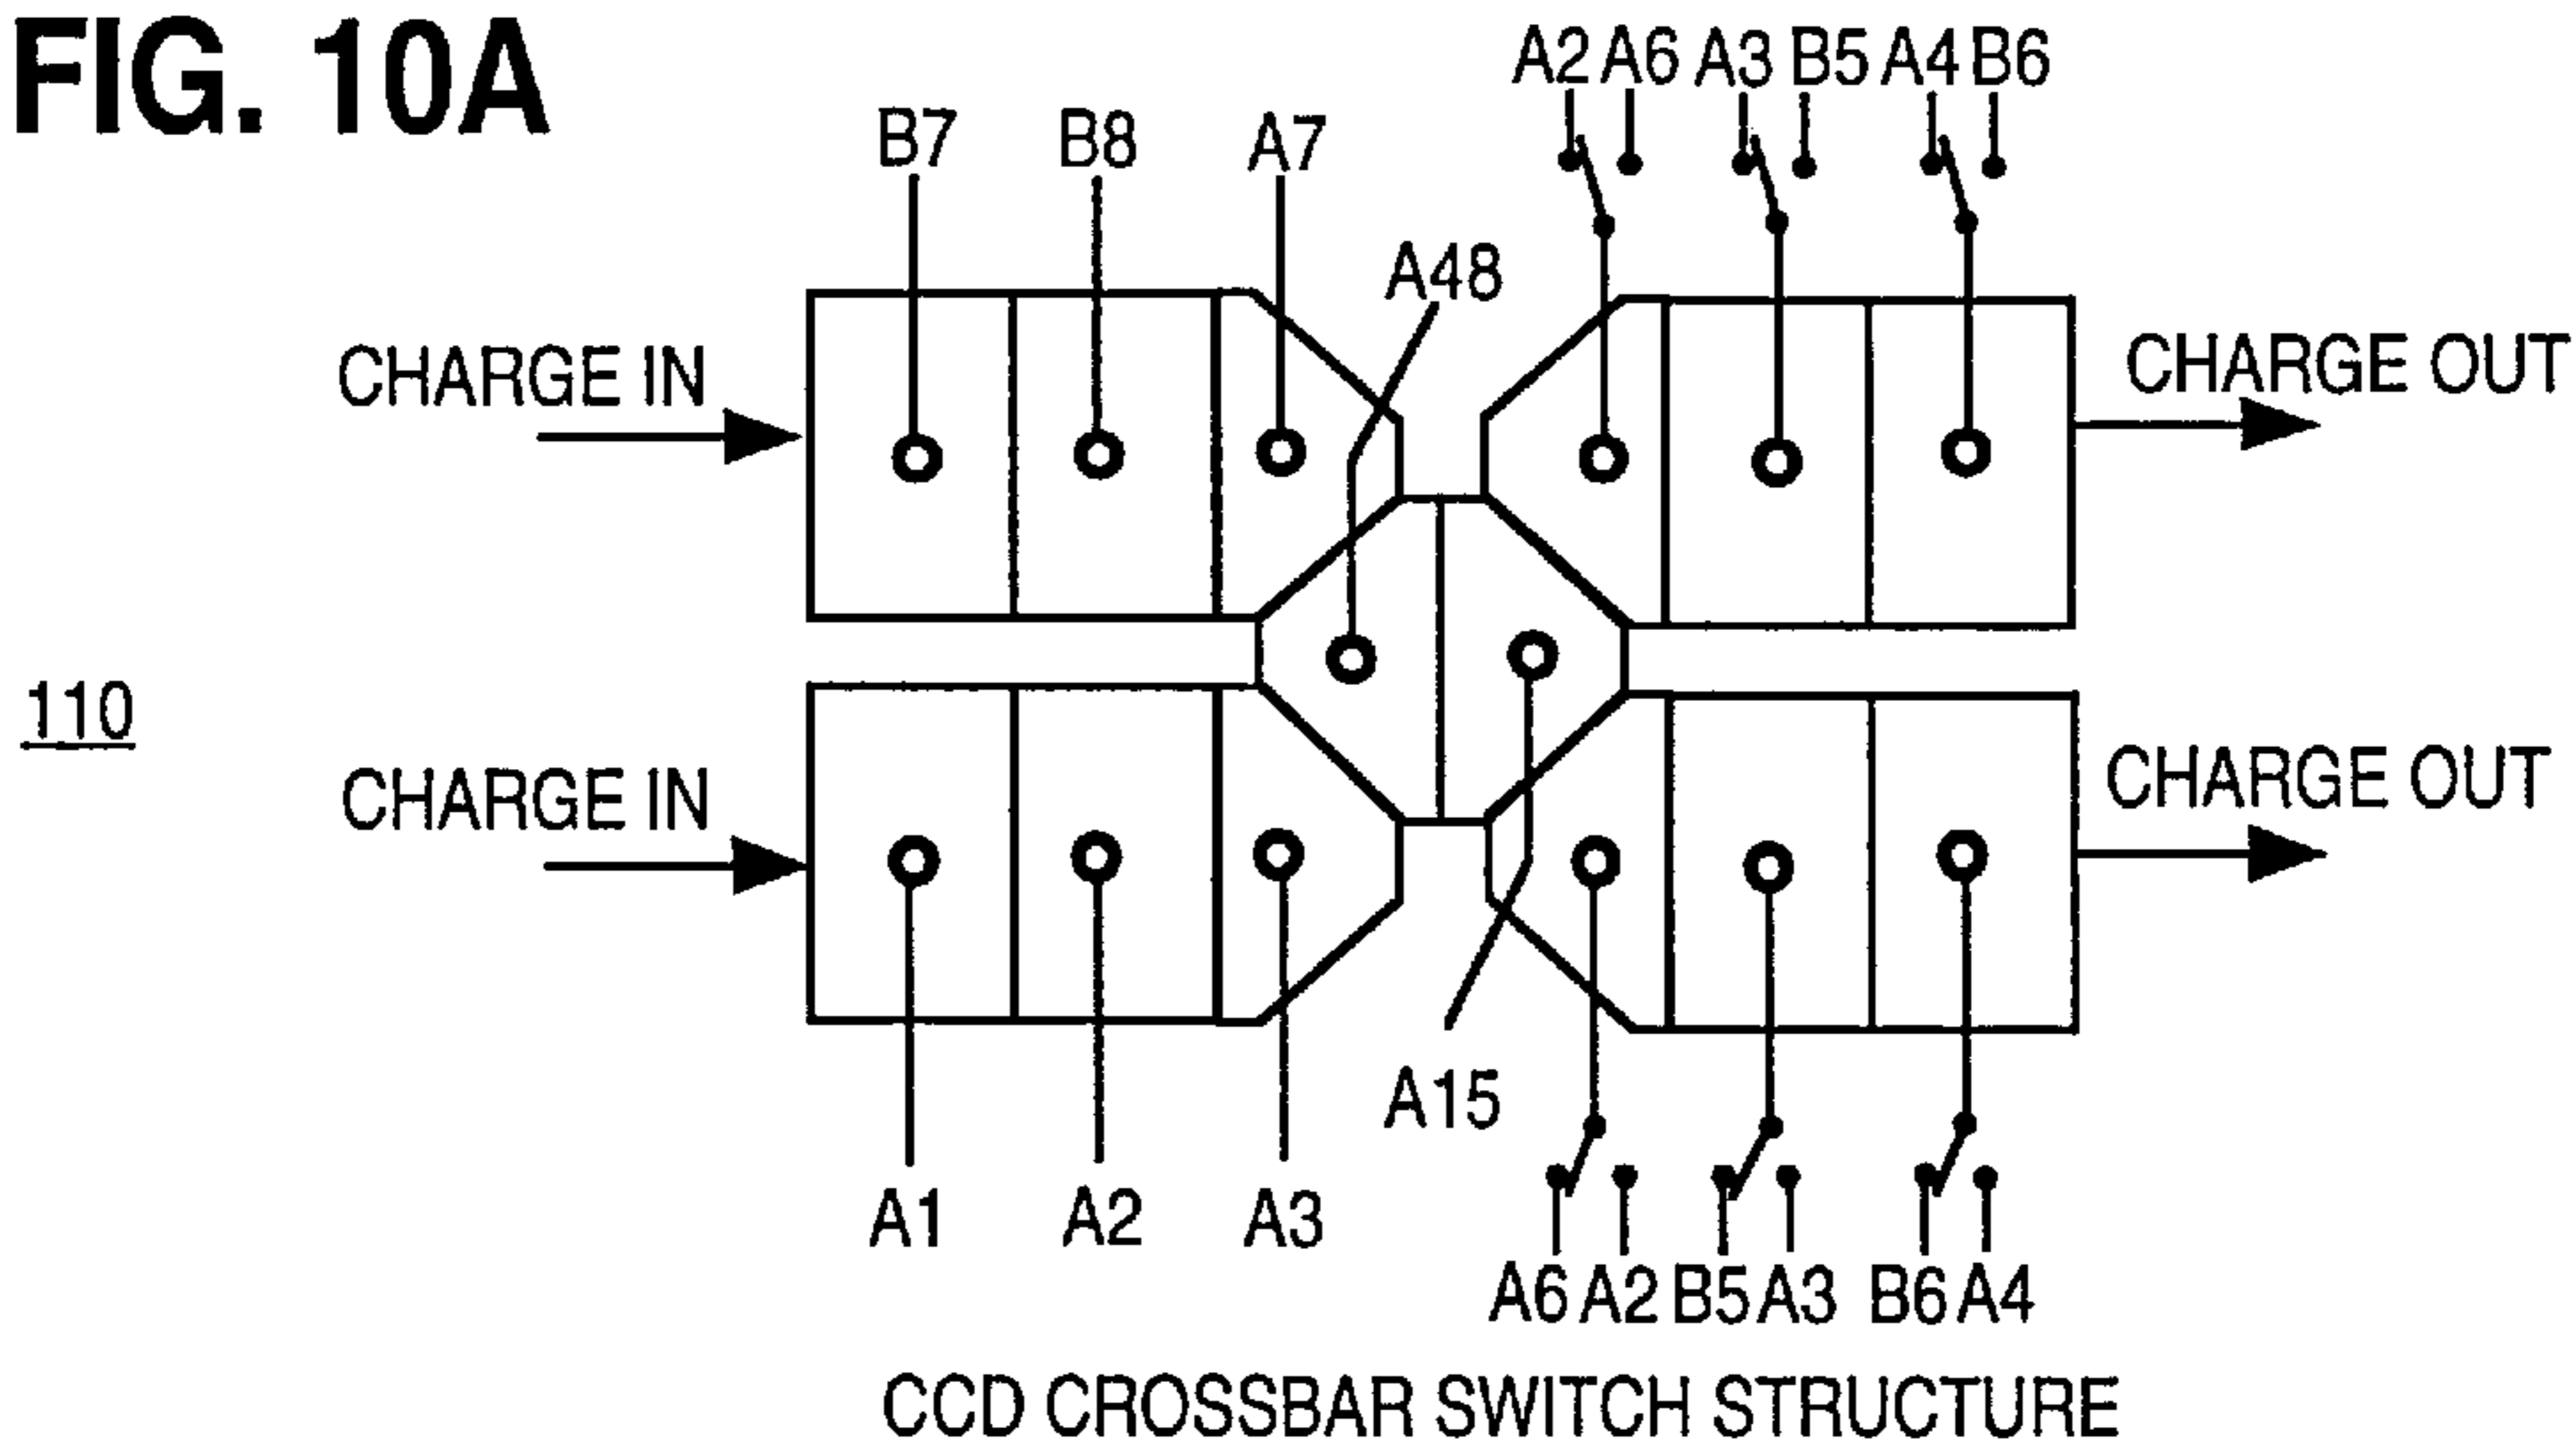 FIG. 10A
A2 A6 A3 B5 A4 B6
B7 B8 A7
A48
CHARGE IN
CHARGE OUT
110
CHARGE IN
CHARGE OUT
A15
A1 A2 A3
A6 A2 B5 A3 B6 A4
CCD CROSSBAR SWITCH STRUCTURE